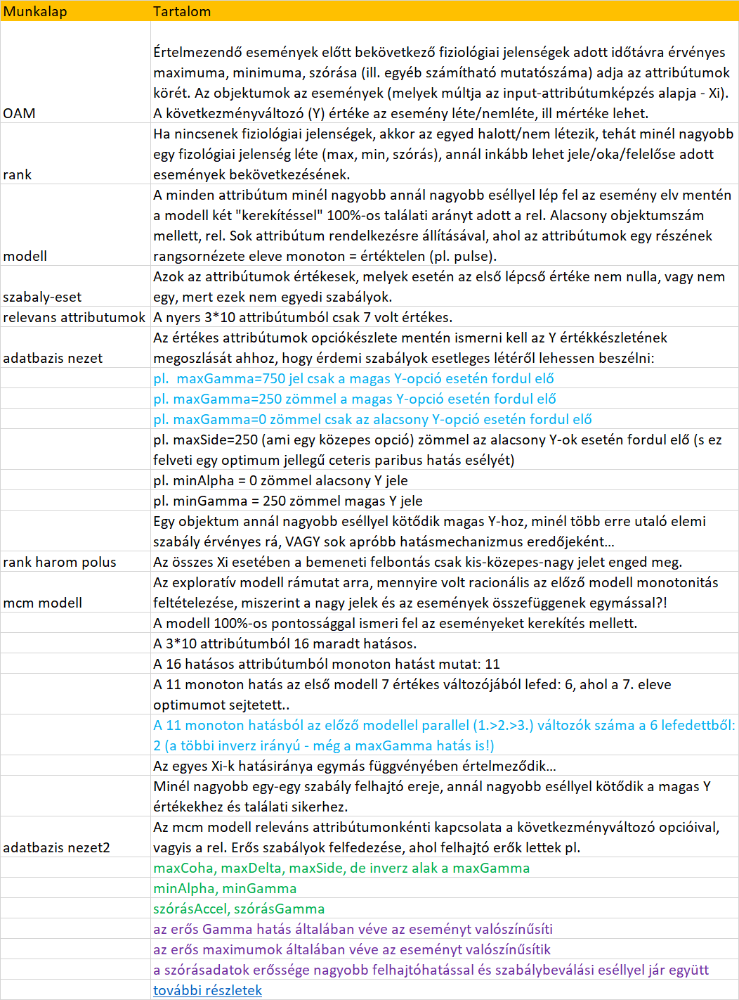 Munkalap Tartalom
Értelmezendő események előtt bekövetkező fiziológiai jelenségek adott időtávra érvényes
maximuma, minimuma, szórása (ill. egyéb számítható mutatószáma) adja az attribútumok
körét. Az objektumok az események (melyek múltja az input-attribútumképzés alapja - Xi).
OAM A következményváltozó (Y) értéke az esemény léte/nemléte, ill mértéke lehet.
Ha nincsenek fiziológiai jelenségek, akkor az egyed halott/nem létezik, tehát minél nagyobb
egy fizológiai jelenség léte (max, min, szórás), annál inkább lehet jele/oka/felelőse adott
rank események bekövetkezésének.
A minden attribútum minél nagyobb annál nagyobb eséllyel lép fel az esemény elv mentén
a modell két "kerekítéssel" 100%-os találati arányt adott a rel. Alacsony objektumszám
mellett, rel. Sok attribútum rendelkezésre állításával, ahol az attribútumok egy részének
modell rangsornézete eleve monoton = értéktelen (pl. pulse).
Azok az attribútumok értékesek, melyek esetén az első lépcső értéke nem nulla, vagy nem
szabaly-eset egy, mert ezek nem egyedi szabályok.
relevans attributumok A nyers 3*10 attribútumból csak 7 volt értékes.
Az értékes attribútumok opciókészlete mentén ismerni kell az Y értékkészletének
adatbazis nezet megoszlását ahhoz, hogy érdemi szabályok esetleges létéről lehessen beszélni:
pl.  maxGamma=750 jel csak a magas Y-opció esetén fordul elő
pl. maxGamma=250 zömmel a magas Y-opció esetén fordul elő
pl. maxGamma=0 zömmel csak az alacsony Y-opció esetén fordul elő
pl. maxSide=250 (ami egy közepes opció) zömmel az alacsony Y-ok esetén fordul elő (s ez
felveti egy optimum jellegű ceteris paribus hatás esélyét)
pl. minAlpha = 0 zömmel alacsony Y jele
pl. minGamma = 250 zömmel magas Y jele
Egy objektum annál nagyobb eséllyel kötődik magas Y-hoz, minél több erre utaló elemi
szabály érvényes rá, VAGY sok apróbb hatásmechanizmus eredőjeként...
rank harom polus Az összes Xi esetében a bemeneti felbontás csak kis-közepes-nagy jelet enged meg.
Az exploratív modell rámutat arra, mennyire volt racionális az előző modell monotonitás
mcm modell feltételezése, miszerint a nagy jelek és az események összefüggenek egymással?!
A modell 100%-os pontossággal ismeri fel az eseményeket kerekítés mellett.
A 3*10 attribútumból 16 maradt hatásos.
A 16 hatásos attribútumból monoton hatást mutat: 11
A 11 monoton hatás az első modell 7 értékes változójából lefed: 6, ahol a 7. eleve
optimumot sejtetett..
A 11 monoton hatásból az előző modellel parallel (1.>2.>3.) változók száma a 6 lefedettből:
2 (a többi inverz irányú - még a maxGamma hatás is!)
Az egyes Xi-k hatásiránya egymás függvényében értelmeződik...
Minél nagyobb egy-egy szabály felhajtó ereje, annál nagyobb eséllyel kötődik a magas Y
értékekhez és találati sikerhez.
Az mcm modell releváns attribútumonkénti kapcsolata a következményváltozó opcióival,
adatbazis nezet2 vagyis a rel. Erős szabályok felfedezése, ahol felhajtó erők lettek pl.
maxCoha, maxDelta, maxSide, de inverz alak a maxGamma
minAlpha, minGamma
szórásAccel, szórásGamma
az erős Gamma hatás általában véve az eseményt valószínűsíti
az erős maximumok általában véve az eseményt valószínűsítik
a szórásadatok erőssége nagyobb felhajtóhatással és szabálybeválási eséllyel jár együtt
további részletek